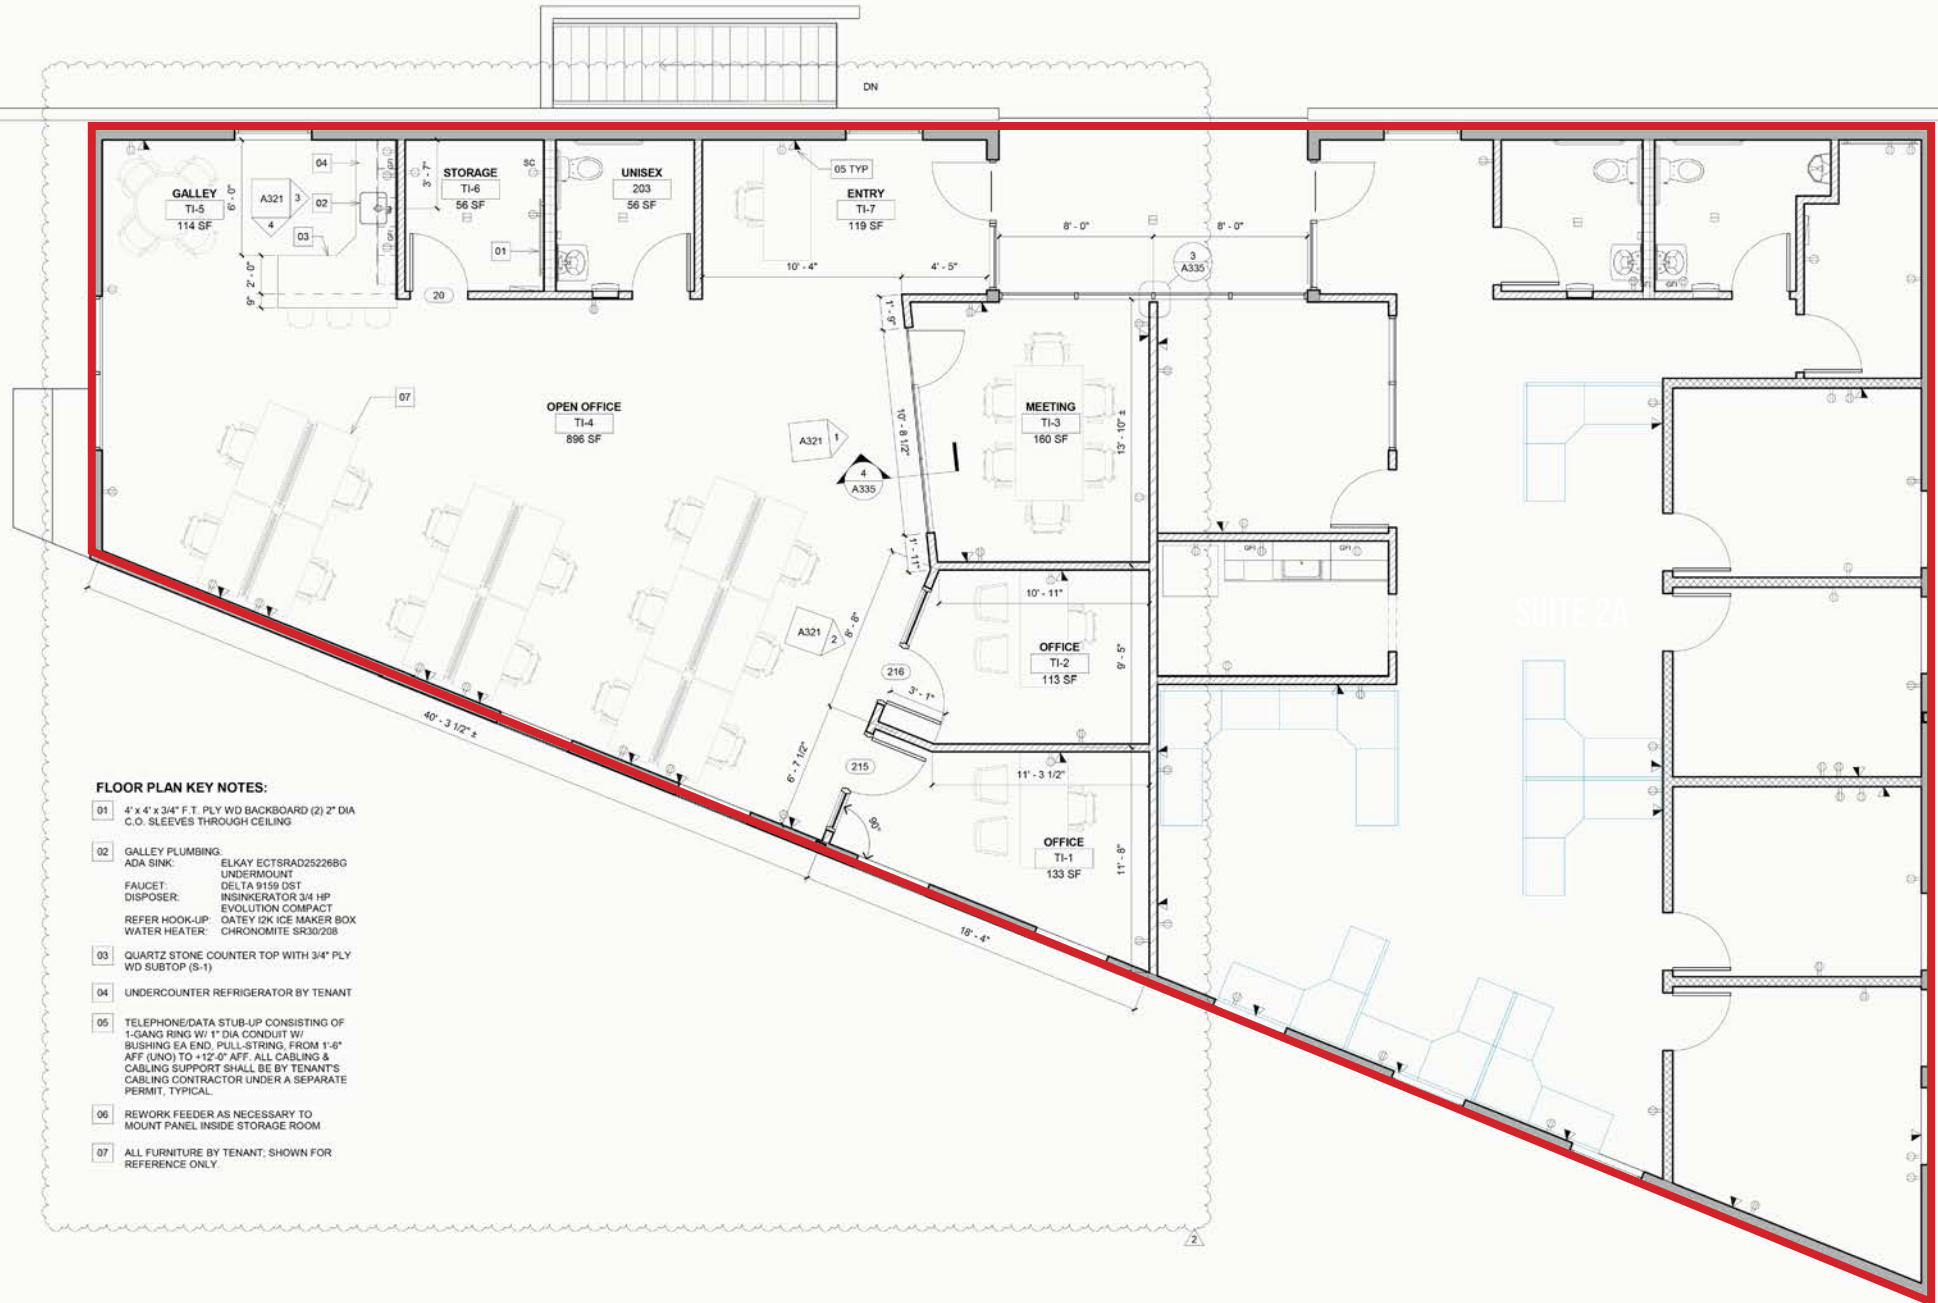 DN
GALLEY
TI-5
114 SF
6' - 0"
A321
3
4
04
02
03
2' - 0"
9"
STORAGE
TI-6
56 SF
3' - 7"
SC
01
20
UNISEX
203
56 SF
05 TYP
ENTRY
TI-7
119 SF
10' - 4"
4' - 5"
8' - 0"
8' - 0"
3
A335
1' - 9"
07
OPEN OFFICE
TI-4
896 SF
A321
1
4
A335
10' - 8 1/2"
MEETING
TI-3
160 SF
13' - 10" ±
1' - 11"
GFI
GFI
10' - 11"
A321
2
8' - 8"
OFFICE
TI-2
113 SF
9' - 5"
SUITE 2A
216
3' - 1"
40' - 3 1/2" ±
6' - 7 1/2"
215
11' - 3 1/2"
90°
OFFICE
TI-1
133 SF
11' - 8"
18' - 4"
FLOOR PLAN KEY NOTES:
01 4' x 4' x 3/4" F.T. PLY WD BACKBOARD (2) 2" DIA
C.O. SLEEVES THROUGH CEILING
02 GALLEY PLUMBING:
ADA SINK: ELKAY ECTSRAD25226BG
UNDERMOUNT
FAUCET: DELTA 9159 DST
DISPOSER: INSINKERATOR 3/4 HP
EVOLUTION COMPACT
REFER HOOK-UP: OATEY I2K ICE MAKER BOX
WATER HEATER: CHRONOMITE SR30/208
03 QUARTZ STONE COUNTER TOP WITH 3/4" PLY
WD SUBTOP (S-1)
04 UNDERCOUNTER REFRIGERATOR BY TENANT
05 TELEPHONE/DATA STUB-UP CONSISTING OF
1-GANG RING W/ 1" DIA CONDUIT W/
BUSHING EA END, PULL-STRING, FROM 1'-6"
AFF (UNO) TO +12'-0" AFF. ALL CABLING &
CABLING SUPPORT SHALL BE BY TENANT'S
CABLING CONTRACTOR UNDER A SEPARATE
PERMIT, TYPICAL.
06 REWORK FEEDER AS NECESSARY TO
MOUNT PANEL INSIDE STORAGE ROOM
07 ALL FURNITURE BY TENANT; SHOWN FOR
REFERENCE ONLY.
2